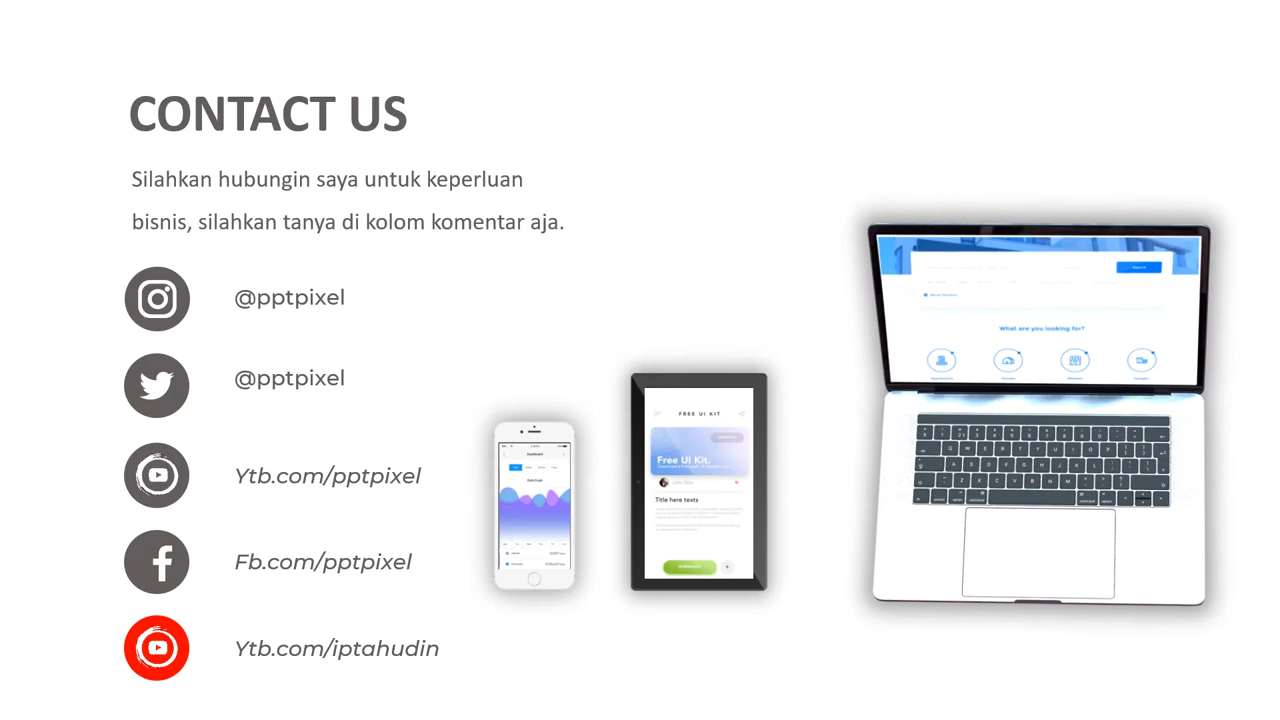 CONTACT US
Silahkan hubungin saya untuk keperluan
bisnis, silahkan tanya di kolom komentar aja.
@pptpixel
@pptpixel
Ytb.com/pptpixel
Fb.com/pptpixel
Ytb.com/iptahudin
Dashboard
FREE UI KIT
Free UI Kit.
Title here texts
Search
What are you looking for?